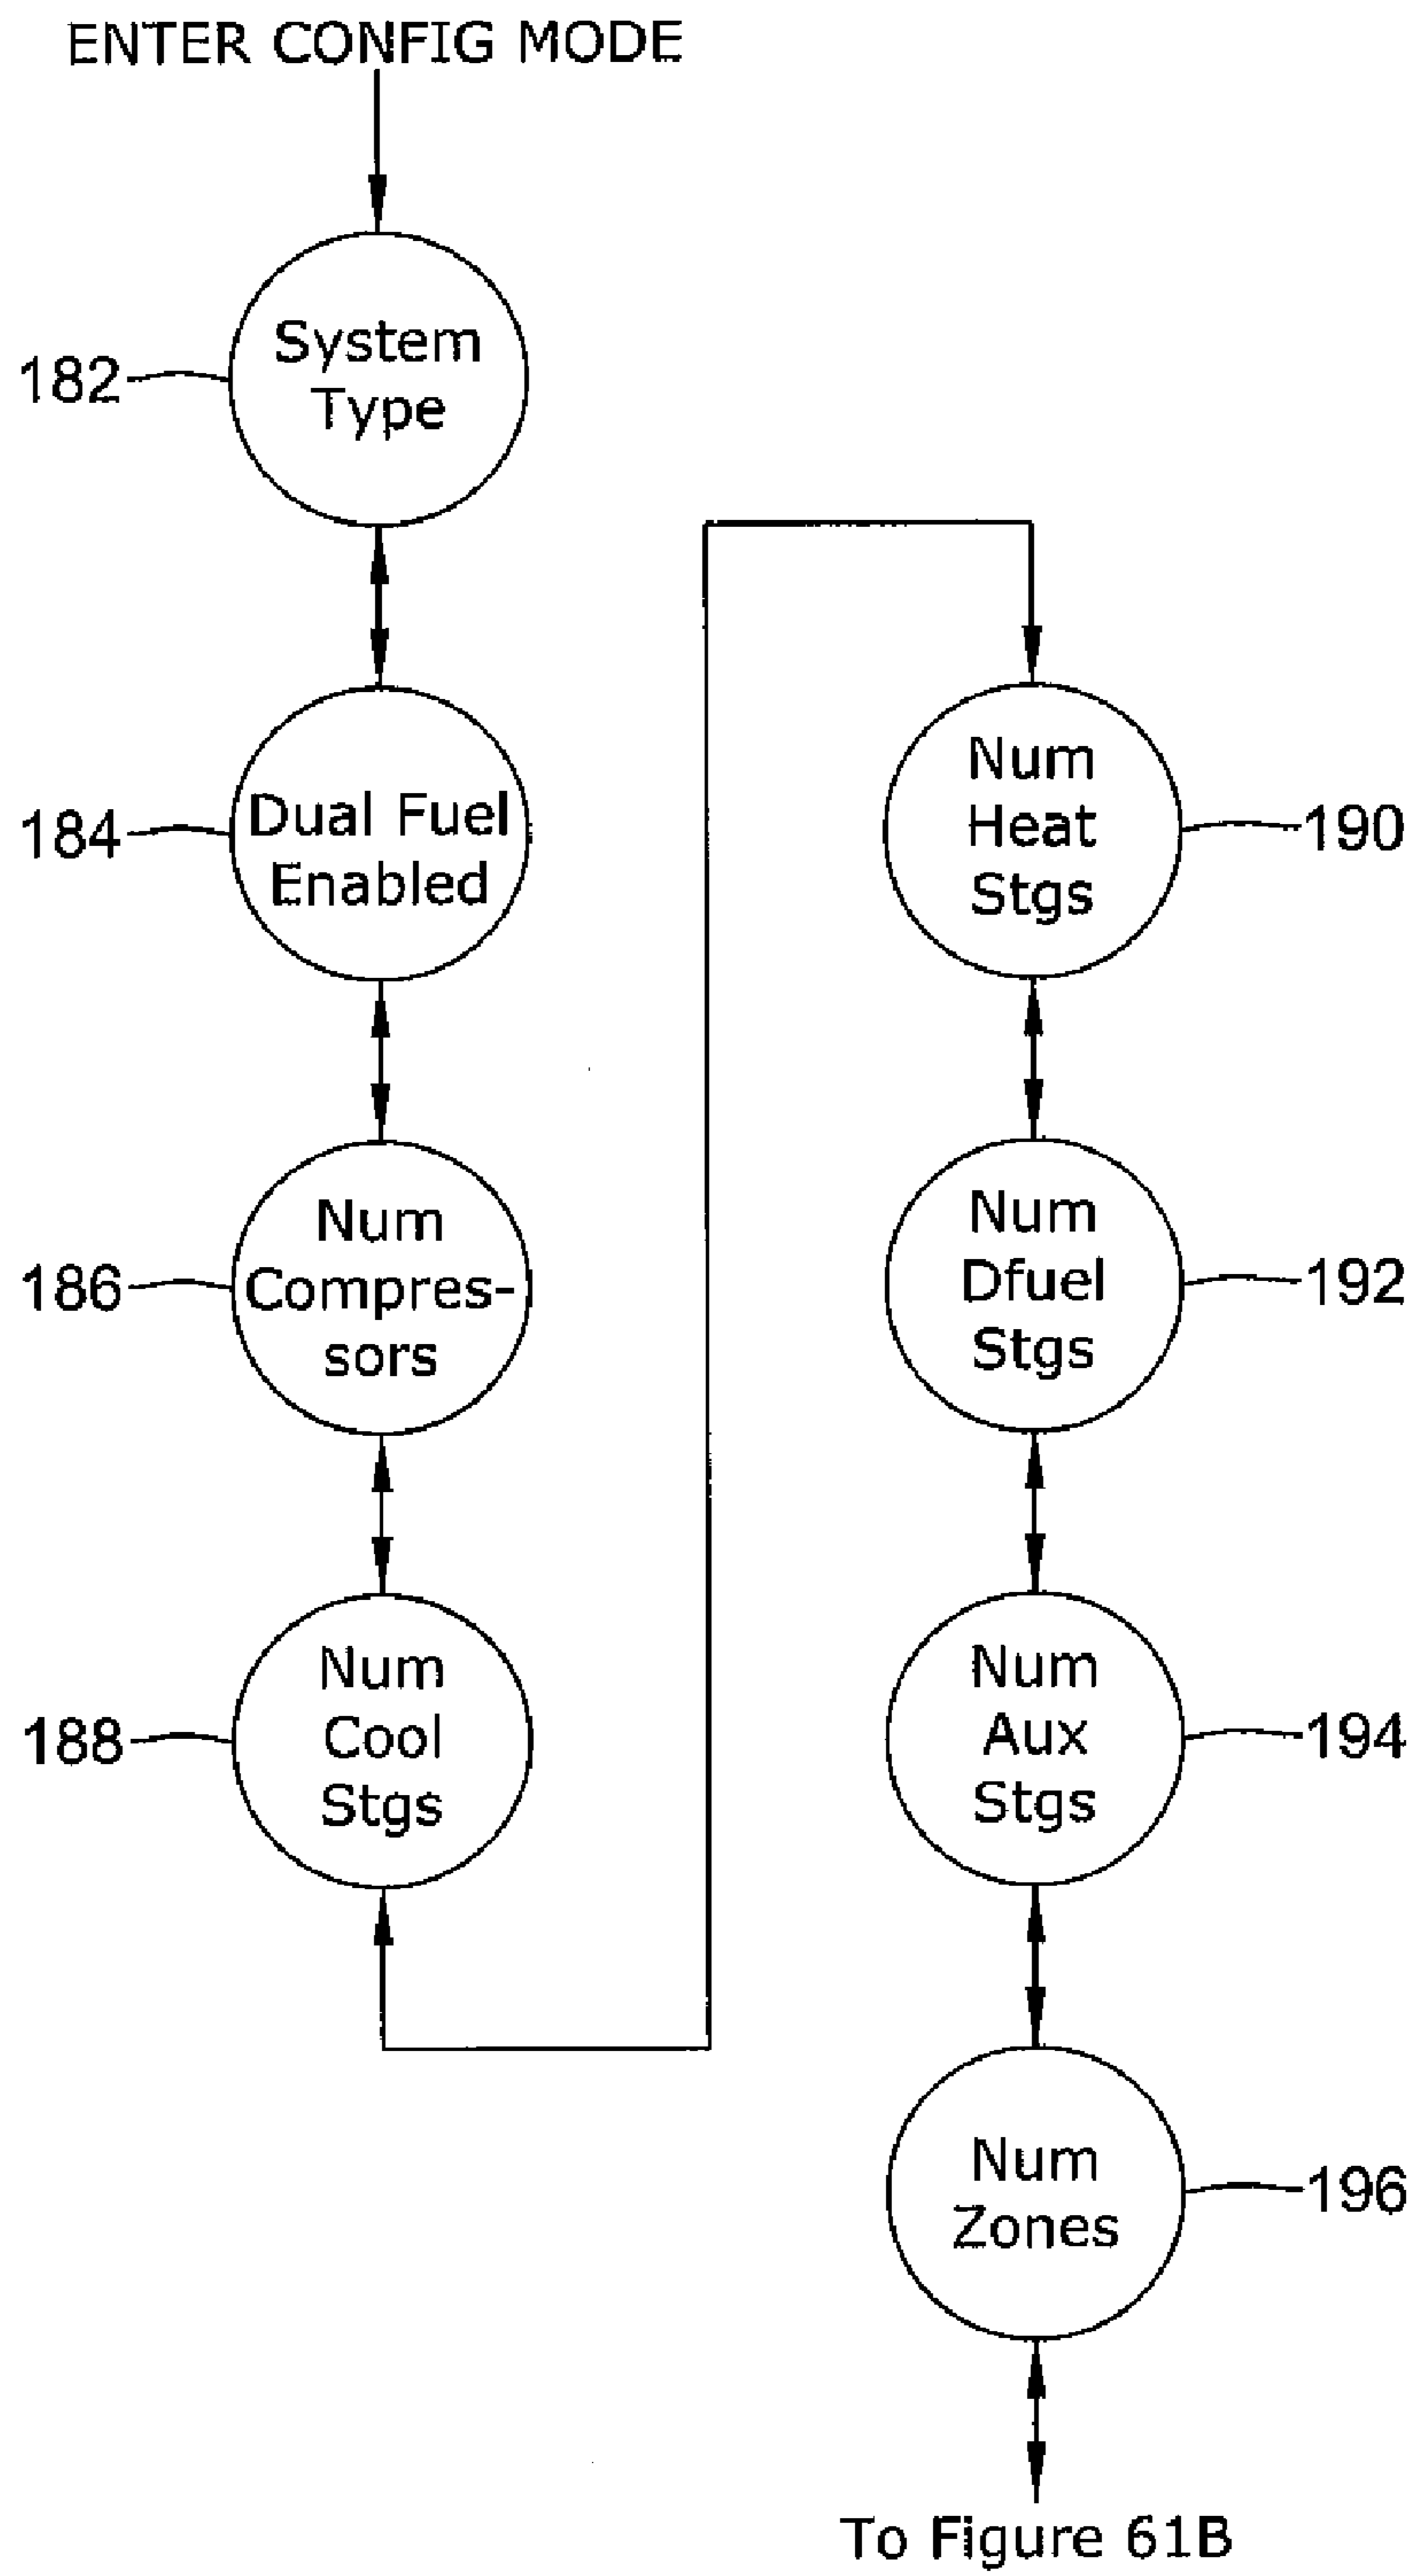 ENTER CONFIG MODE
System
Type
182
Dual Fuel
Enabled
184
Num
Compres-
sors
186
Num
Cool
Stgs
188
Num
Heat
Stgs
190
Num
Dfuel
Stgs
192
Num
Aux
Stgs
194
Num
Zones
196
To Figure 61B